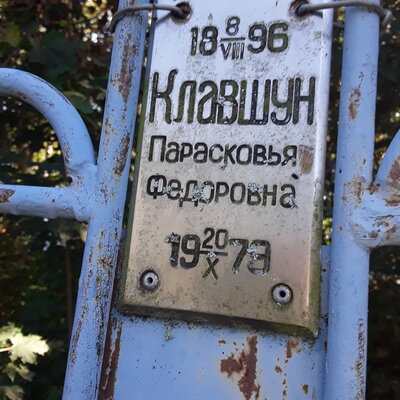 18 8/VIII 96
Клавшун
Парасковья
Федоровна
19 20/X 73